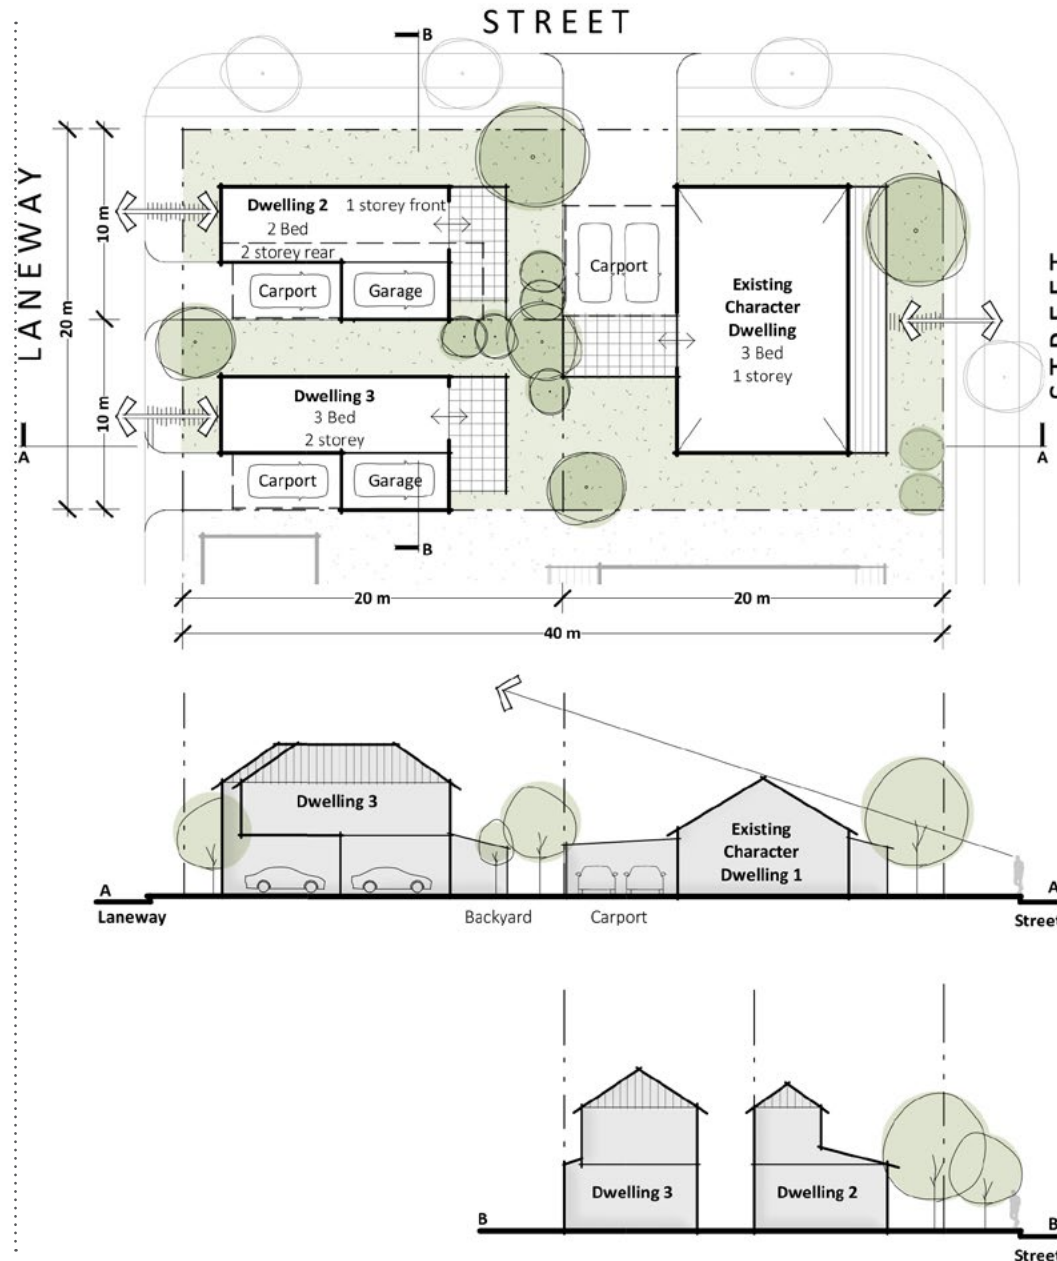 STREET
B
LANEWAY
20 m
10 m
10 m
Dwelling 2 1 storey front
2 Bed
2 storey rear
Carport
Garage
Carport
Existing
Character
Dwelling
3 Bed
1 storey
STREET
Dwelling 3
3 Bed
2 storey
Carport
Garage
A
A
B
20 m
20 m
40 m
Dwelling 3
Existing
Character
Dwelling 1
A
A
Laneway
Backyard
Carport
Street
Dwelling 3
Dwelling 2
B
B
Street